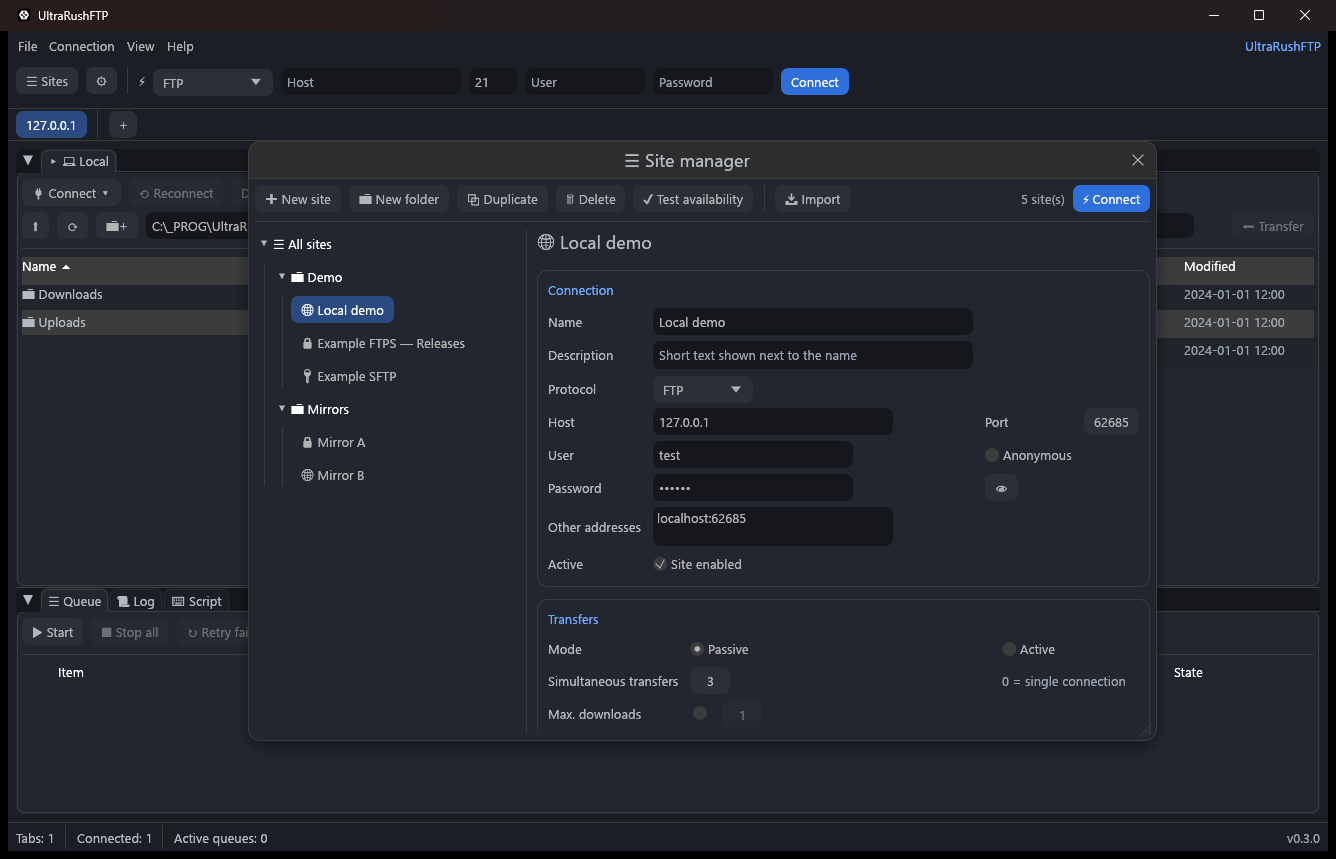 UltraRushFTP
File Connection View Help UltraRushFTP
Sites FTP Host 21 User Password Connect
127.0.0.1 +
Local
Connect Reconnect
C:\_PROG\UltraR Transfer
Name Modified
Downloads 2024-01-01 12:00
Uploads 2024-01-01 12:00
2024-01-01 12:00
Site manager
New site New folder Duplicate Delete Test availability Import 5 site(s) Connect
All sites
Demo
Local demo
Example FTPS — Releases
Example SFTP
Mirrors
Mirror A
Mirror B
Local demo
Connection
Name Local demo
Description Short text shown next to the name
Protocol FTP
Host 127.0.0.1 Port 62685
User test Anonymous
Password ••••••
Other addresses localhost:62685
Active Site enabled
Transfers
Mode Passive Active
Simultaneous transfers 3 0 = single connection
Max. downloads 1
Queue Log Script
Start Stop all Retry fai
Item State
Tabs: 1 Connected: 1 Active queues: 0 v0.3.0